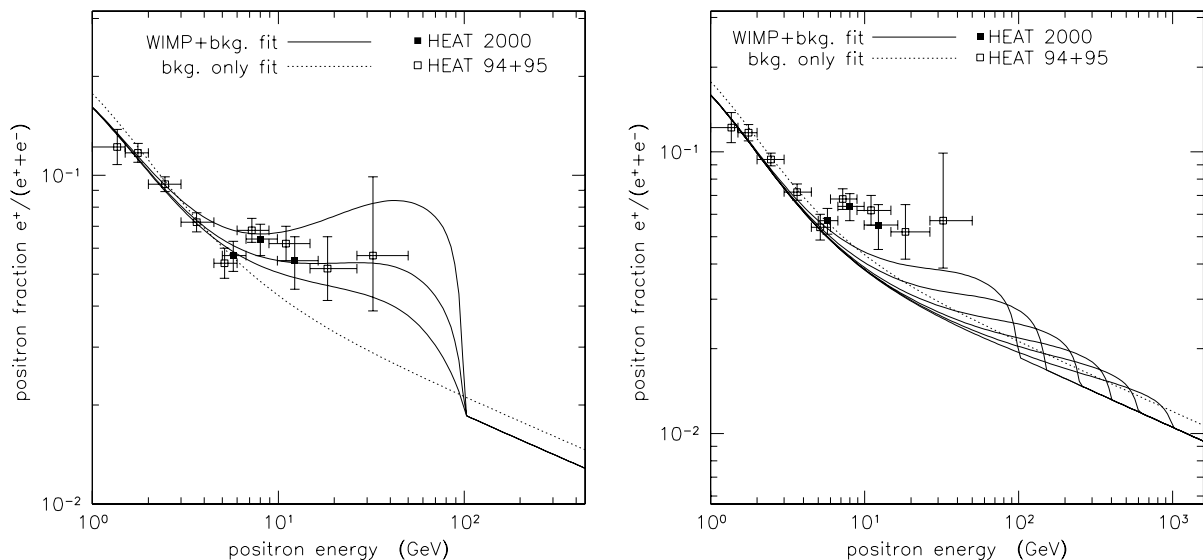 WIMP+bkg. fit
HEAT 2000
bkg. only fit
HEAT 94+95
positron fraction e⁺/(e⁺+e⁻)
10⁻¹
10⁻²
10⁰
10¹
10²
positron energy (GeV)
WIMP+bkg. fit
HEAT 2000
bkg. only fit
HEAT 94+95
positron fraction e⁺/(e⁺+e⁻)
10⁻¹
10⁻²
10⁰
10¹
10²
10³
positron energy (GeV)